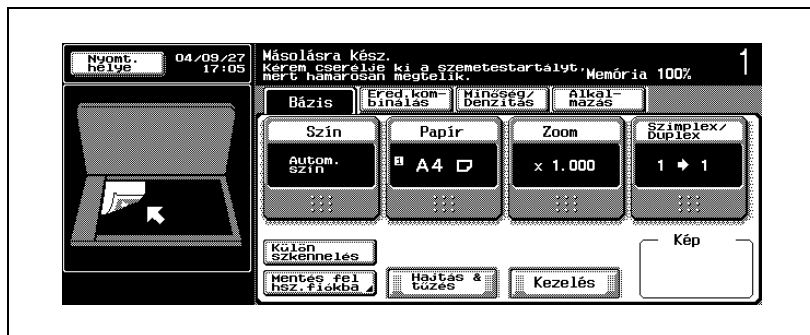 Nyomt.
helye
04/09/27
17:05
Másolásra Kész.
Kérem cserélje ki a szemetestartályt,
mert hamarosan megtelik.
Memória 100%
1
Bázis
Ered.kom-
binálás
Minőség/
Denzitás
Alkal-
mazás
Szín
Papír
Zoom
Szimplex/
Duplex
Autom.
szín
1 A4
x 1.000
1 → 1
Külön
szkennelés
Kép
Mentés fel
hsz.fiókba
Hajtás &
tűzés
Kezelés